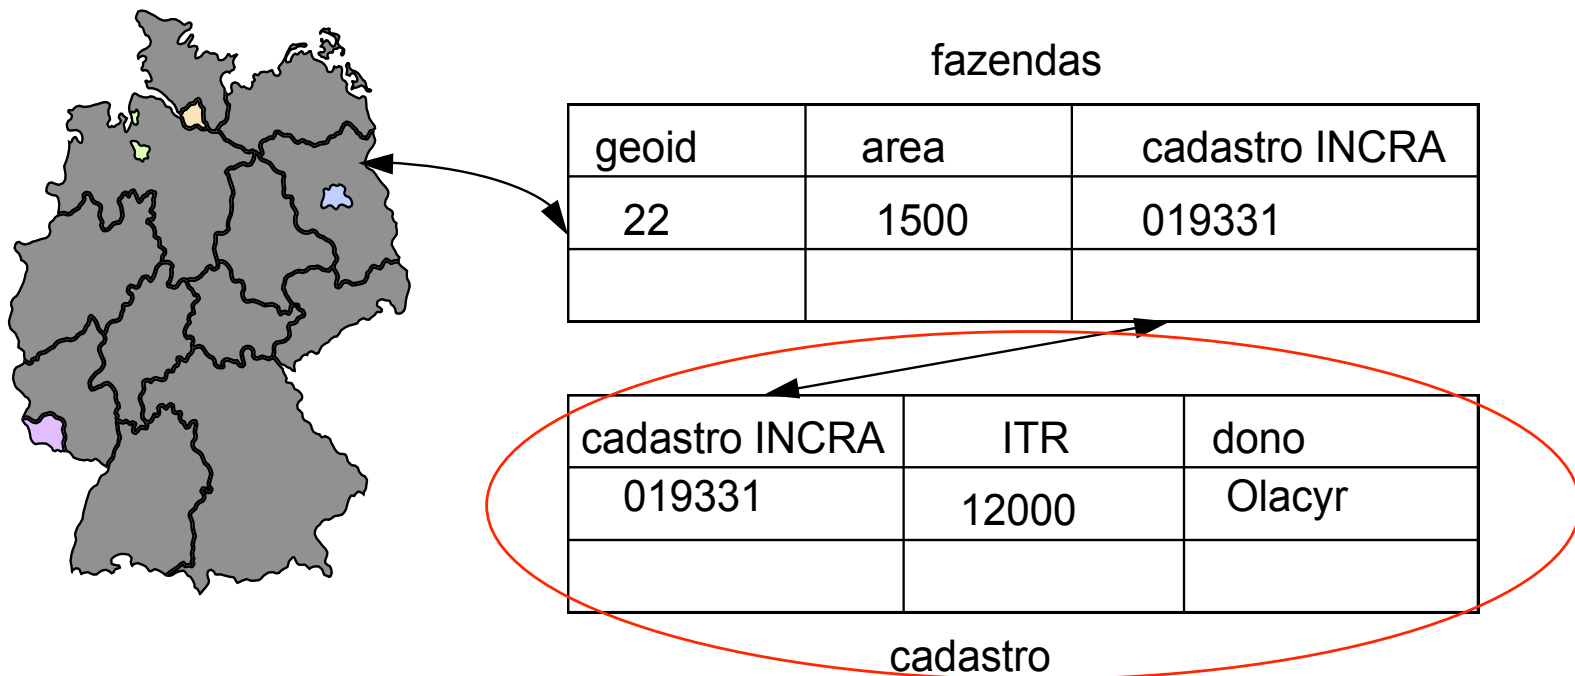 fazendas
geoid area cadastro INCRA
22 1500 019331
cadastro INCRA ITR dono
019331 12000 Olacyr
cadastro